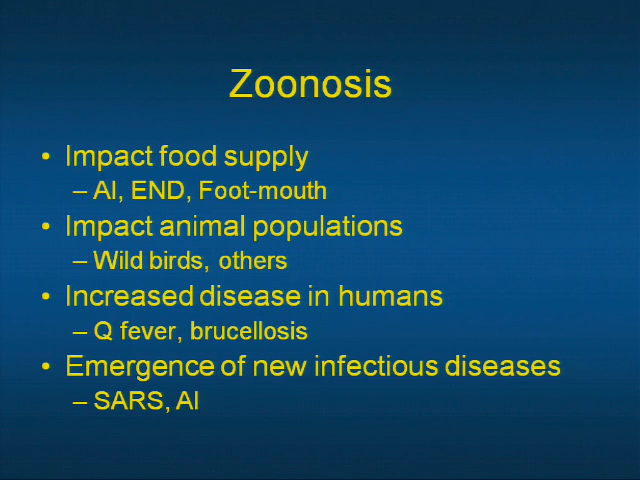 Zoonosis
• Impact food supply
– AI, END, Foot-mouth
• Impact animal populations
– Wild birds, others
• Increased disease in humans
– Q fever, brucellosis
• Emergence of new infectious diseases
– SARS, AI